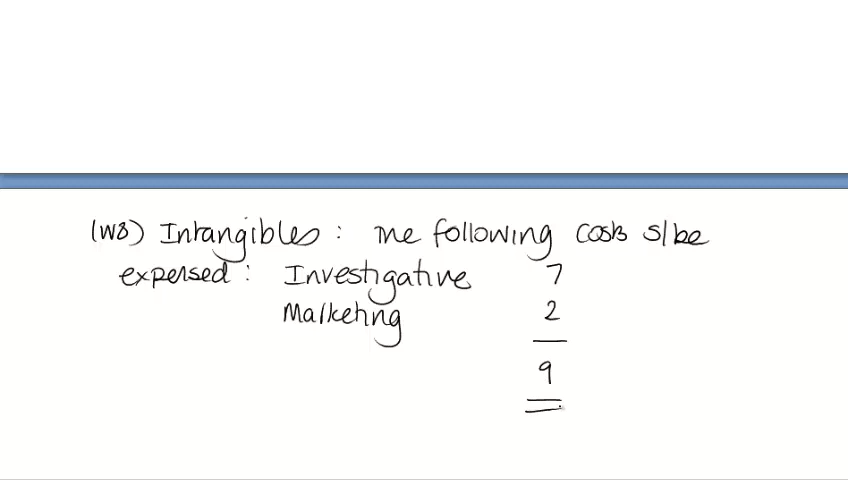 (W8) Intangibles : The following costs s/be
expensed : Investigative 7
Marketing 2
9